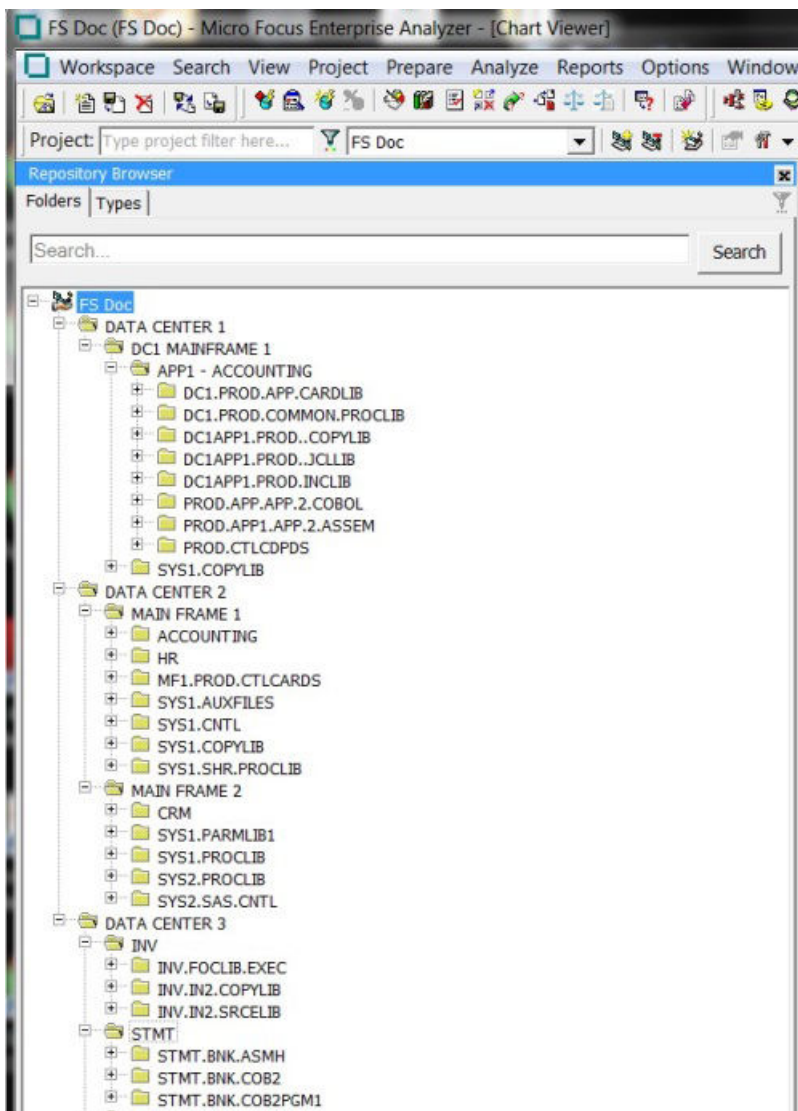 FS Doc (FS Doc) - Micro Focus Enterprise Analyzer - [Chart Viewer]
Workspace Search View Project Prepare Analyze Reports Options Window
Project: Type project filter here... FS Doc
Repository Browser
Folders Types
Search... Search
FS Doc
DATA CENTER 1
DC1 MAINFRAME 1
APP1 - ACCOUNTING
DC1.PROD.APP.CARDLIB
DC1.PROD.COMMON.PROCLIB
DC1APP1.PROD..COPYLIB
DC1APP1.PROD..JCLLIB
DC1APP1.PROD.INCLIB
PROD.APP.APP.2.COBOL
PROD.APP1.APP.2.ASSEM
PROD.CTLCDPDS
SYS1.COPYLIB
DATA CENTER 2
MAIN FRAME 1
ACCOUNTING
HR
MF1.PROD.CTLCARDS
SYS1.AUXFILES
SYS1.CNTL
SYS1.COPYLIB
SYS1.SHR.PROCLIB
MAIN FRAME 2
CRM
SYS1.PARMLIB1
SYS1.PROCLIB
SYS2.PROCLIB
SYS2.SAS.CNTL
DATA CENTER 3
INV
INV.FOCLIB.EXEC
INV.IN2.COPYLIB
INV.IN2.SRCELIB
STMT
STMT.BNK.ASMH
STMT.BNK.COB2
STMT.BNK.COB2PGM1